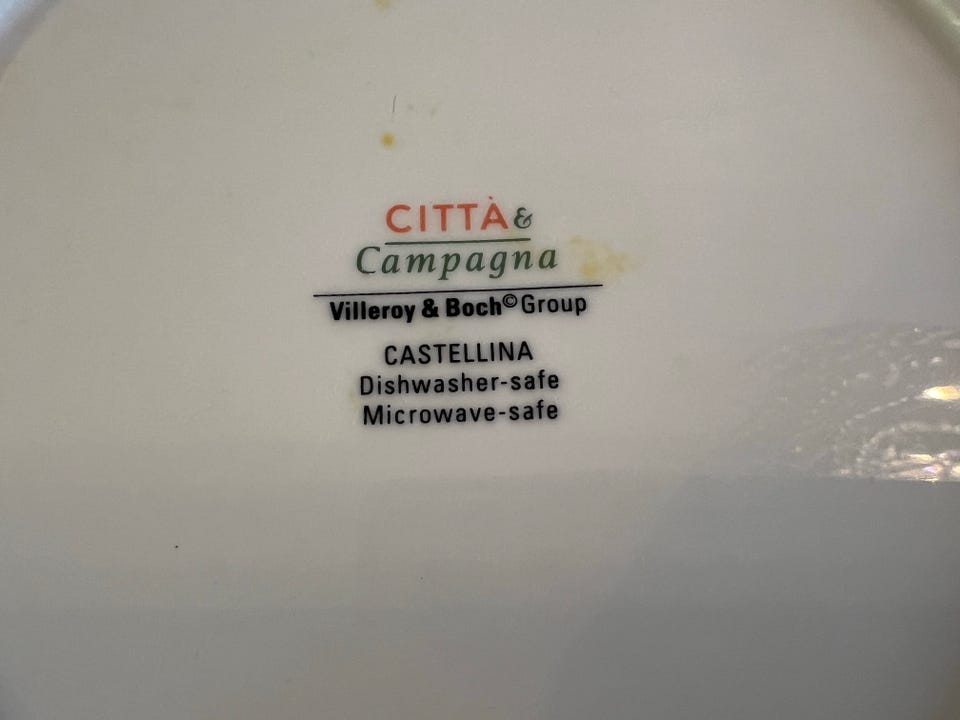 CITTÀ &
Campagna
Villeroy & Boch© Group
CASTELLINA
Dishwasher-safe
Microwave-safe